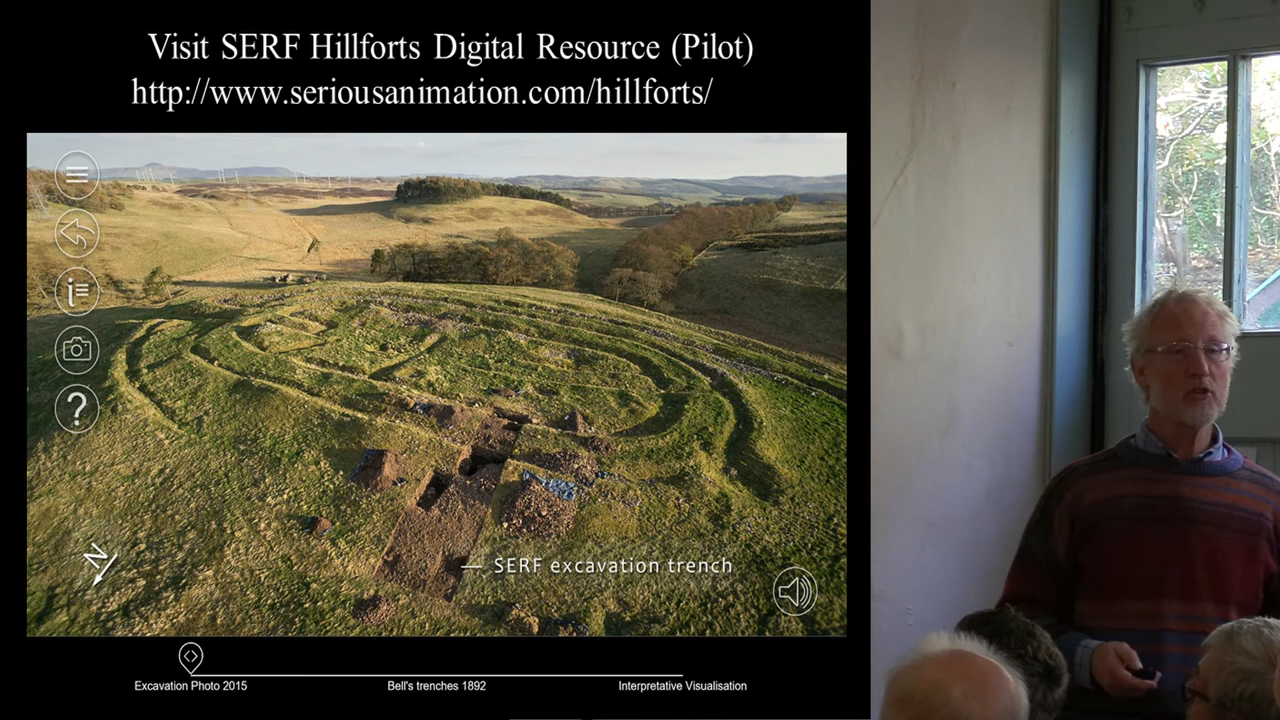 Visit SERF Hillforts Digital Resource (Pilot)
http://www.seriousanimation.com/hillforts/
i
?
N
SERF excavation trench
Excavation Photo 2015
Bell's trenches 1892
Interpretative Visualisation